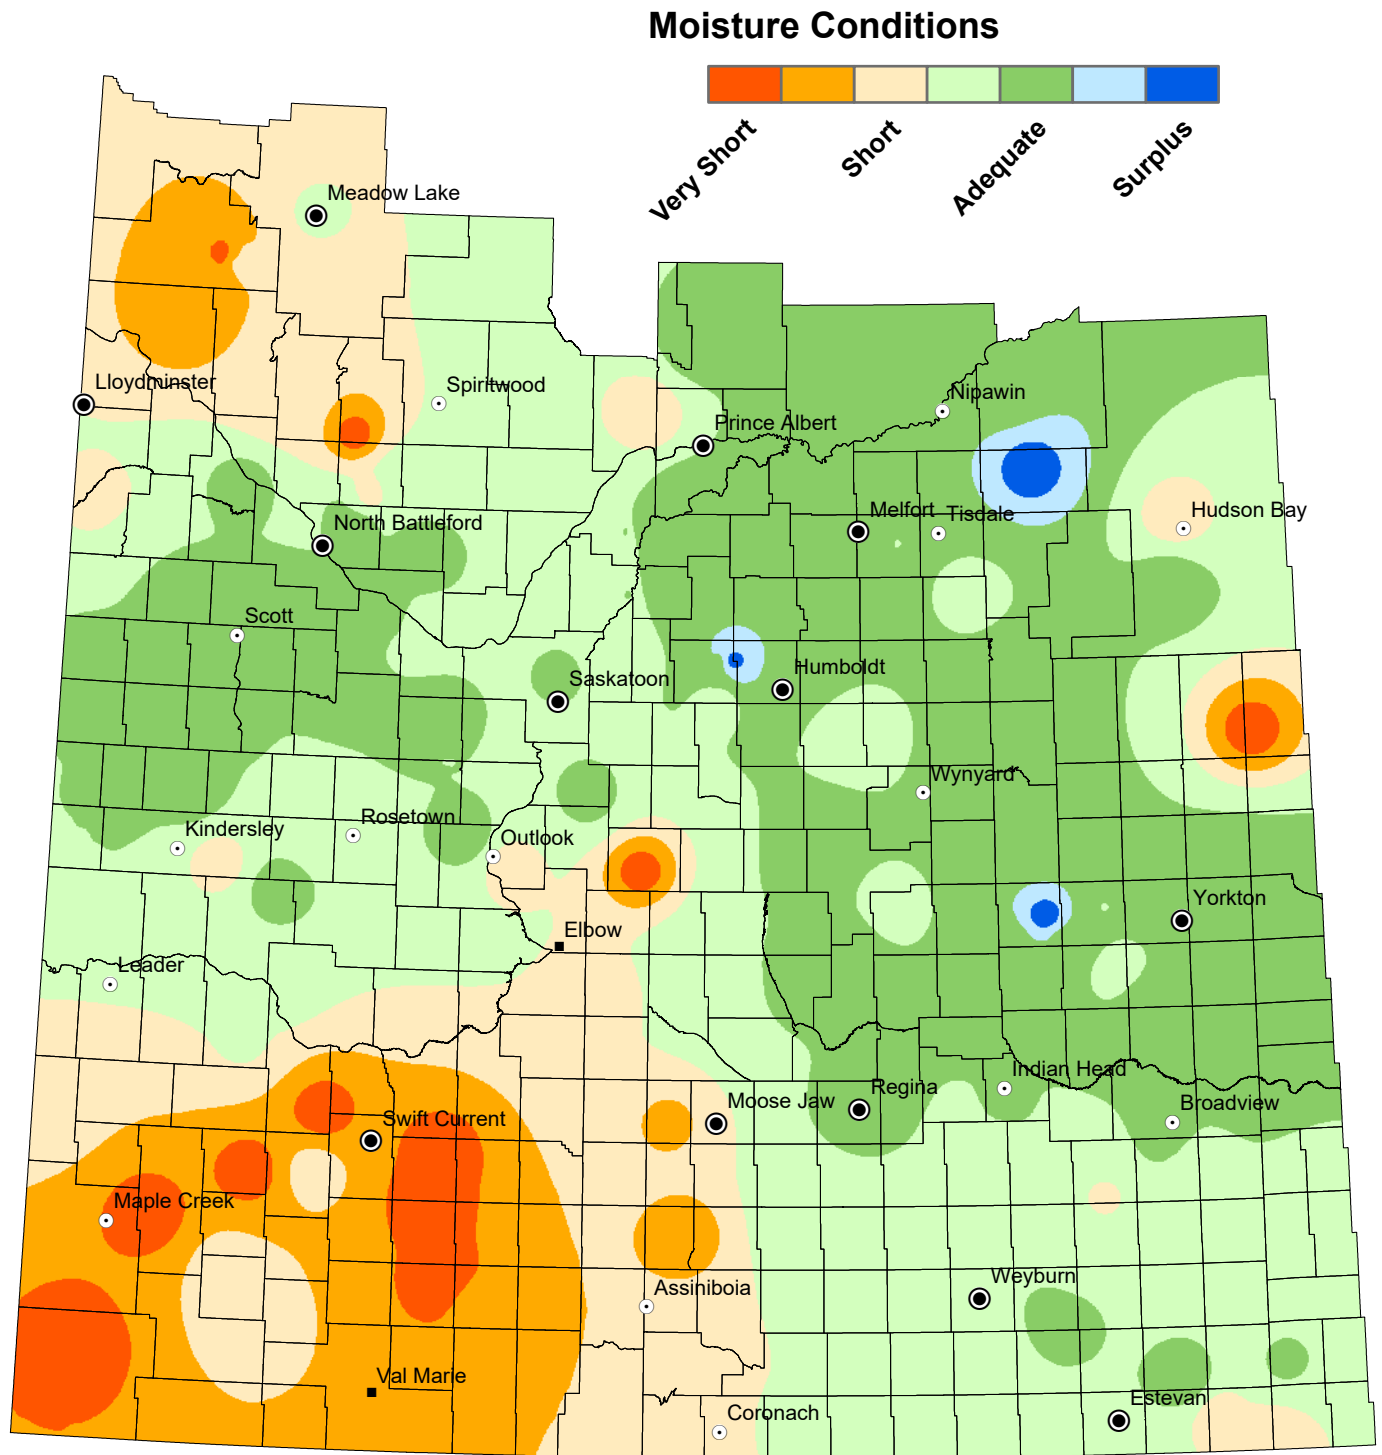 Moisture Conditions
Very Short
Short
Adequate
Surplus
Meadow Lake
Lloydminster
Spiritwood
Nipawin
Prince Albert
North Battleford
Melfort
Tisdale
Hudson Bay
Scott
Saskatoon
Humboldt
Wynyard
Kindersley
Rosetown
Outlook
Yorkton
Elbow
Leader
Indian Head
Regina
Moose Jaw
Broadview
Swift Current
Maple Creek
Weyburn
Assiniboia
Val Marie
Estevan
Coronach